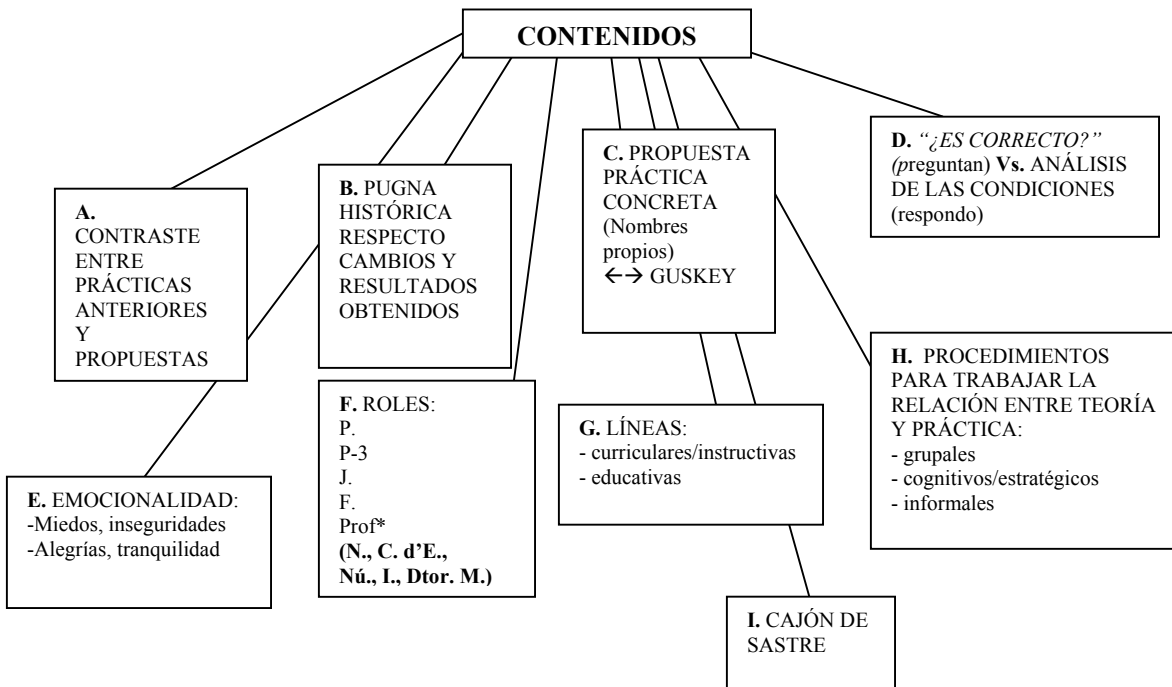 CONTENIDOS
A.
CONTRASTE
ENTRE
PRÁCTICAS
ANTERIORES
Y
PROPUESTAS
B. PUGNA
HISTÓRICA
RESPECTO
CAMBIOS Y
RESULTADOS
OBTENIDOS
C. PROPUESTA
PRÁCTICA
CONCRETA
(Nombres
propios)
←→ GUSKEY
D. “¿ES CORRECTO?”
(preguntan) Vs. ANÁLISIS
DE LAS CONDICIONES
(respondo)
E. EMOCIONALIDAD:
-Miedos, inseguridades
-Alegrías, tranquilidad
F. ROLES:
P.
P-3
J.
F.
Prof*
(N., C. d’E.,
Nú., I., Dtor. M.)
G. LÍNEAS:
- curriculares/instructivas
- educativas
H. PROCEDIMIENTOS
PARA TRABAJAR LA
RELACIÓN ENTRE TEORÍA
Y PRÁCTICA:
- grupales
- cognitivos/estratégicos
- informales
I. CAJÓN DE
SASTRE